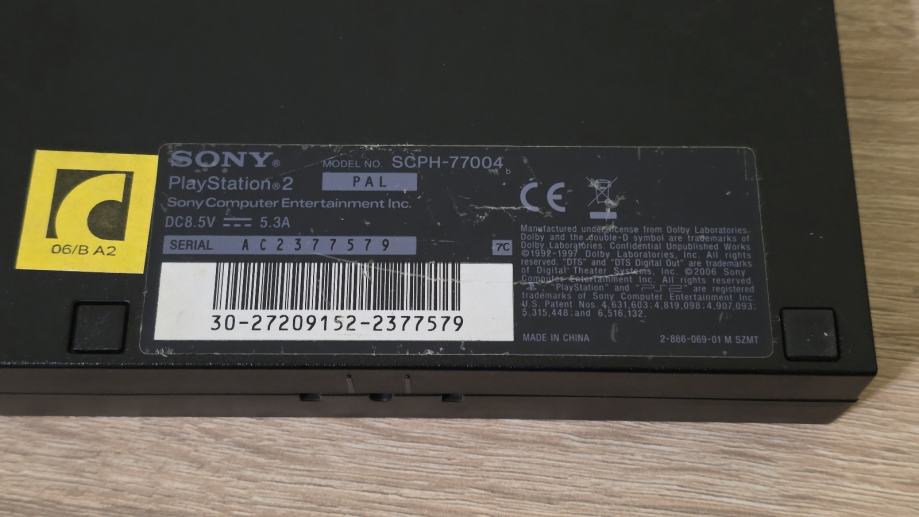 SONY®
MODEL NO. SCPH-77004
b
PlayStation®2
PAL
Sony Computer Entertainment Inc.
DC8.5V ⎓ 5.3A
SERIAL AC2377579
7C
30-27209152-2377579
06/B A2
CE
Manufactured under license from Dolby Laboratories.
Dolby and the double-D symbol are trademarks of
Dolby Laboratories. Confidential Unpublished Works
©1992-1997 Dolby Laboratories, Inc. All rights
reserved. "DTS" and "DTS Digital Out" are trademarks
of Digital Theater Systems, Inc. ©2006 Sony
Computer Entertainment Inc. All rights reserved.
"PlayStation" and "PS2" are registered
trademarks of Sony Computer Entertainment Inc.
U.S. Patent Nos. 4,631,603; 4,819,098; 4,907,093;
5,315,448; and 6,516,132.
MADE IN CHINA
2-886-069-01 M SZMT